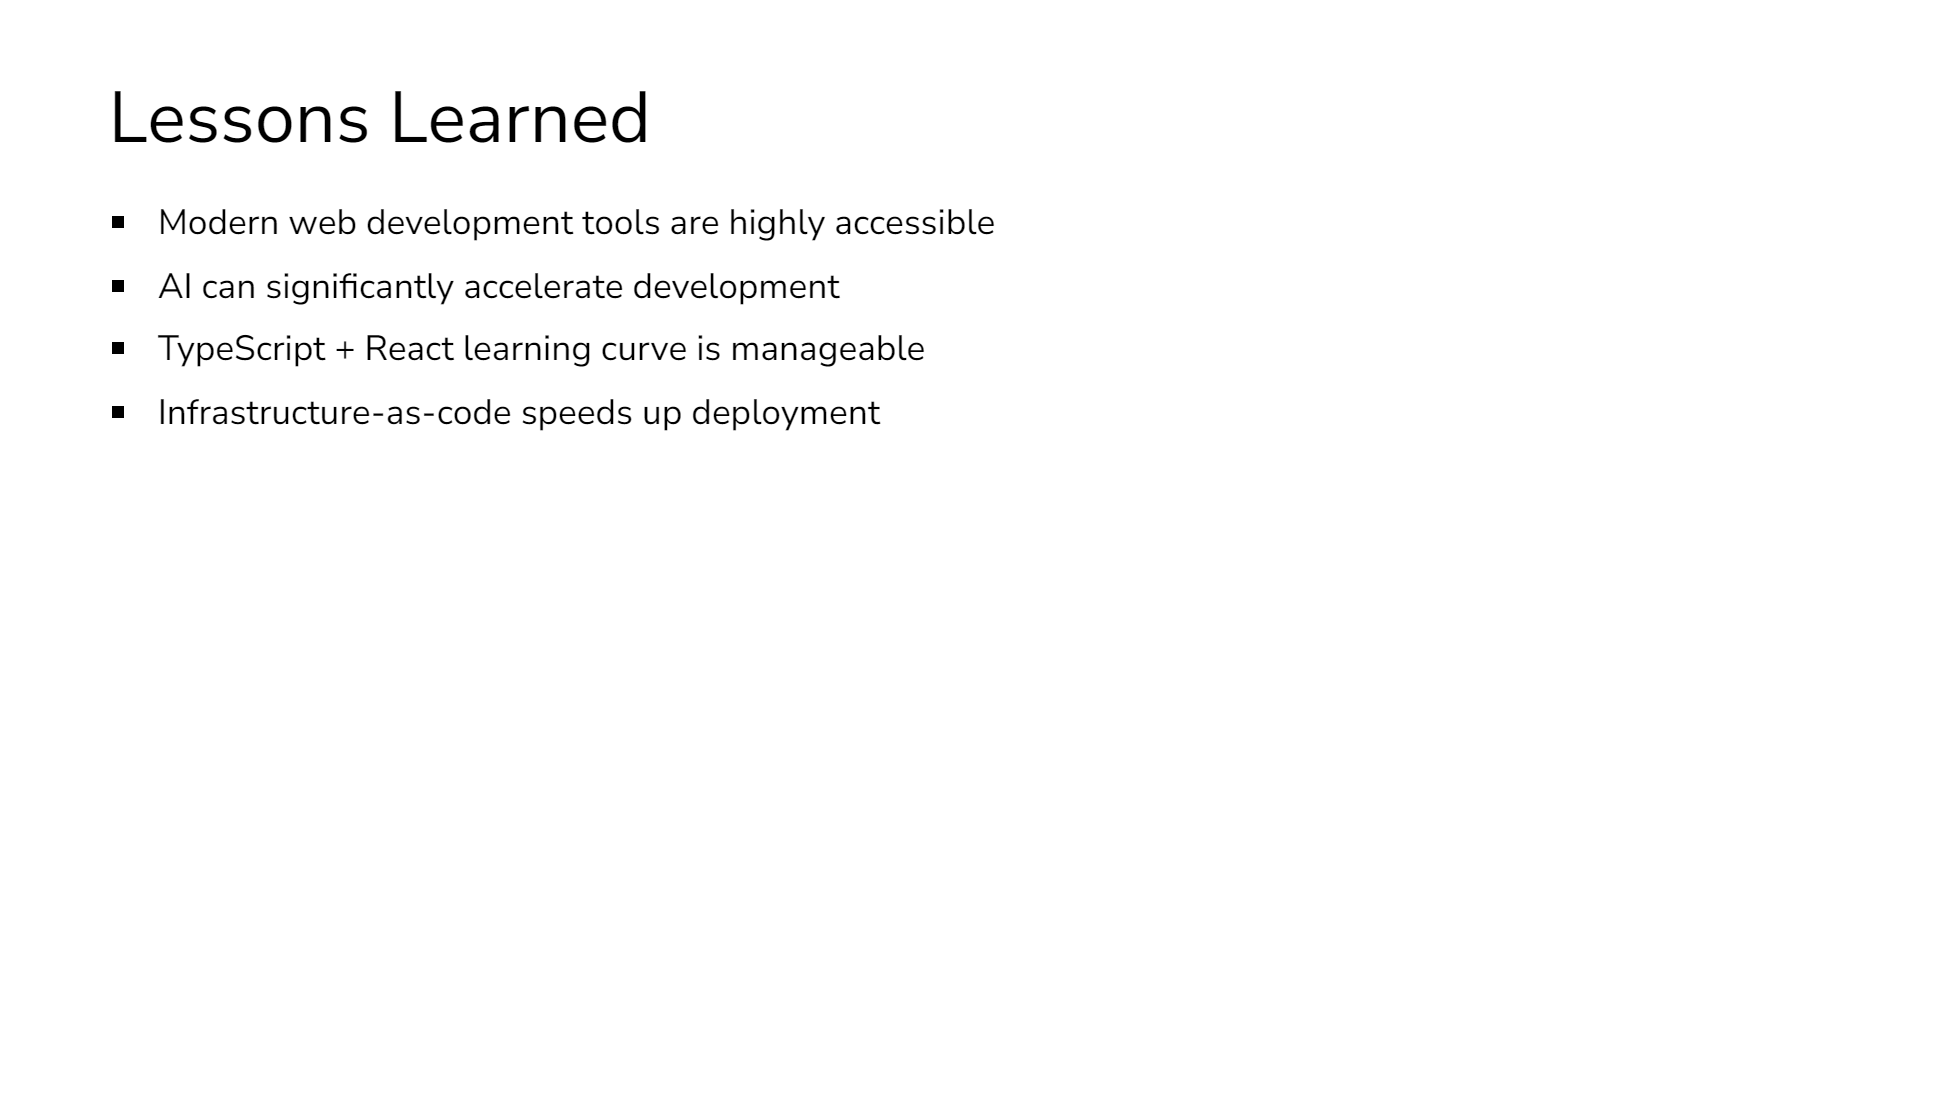 Lessons Learned
▪ Modern web development tools are highly accessible
▪ AI can significantly accelerate development
▪ TypeScript + React learning curve is manageable
▪ Infrastructure-as-code speeds up deployment